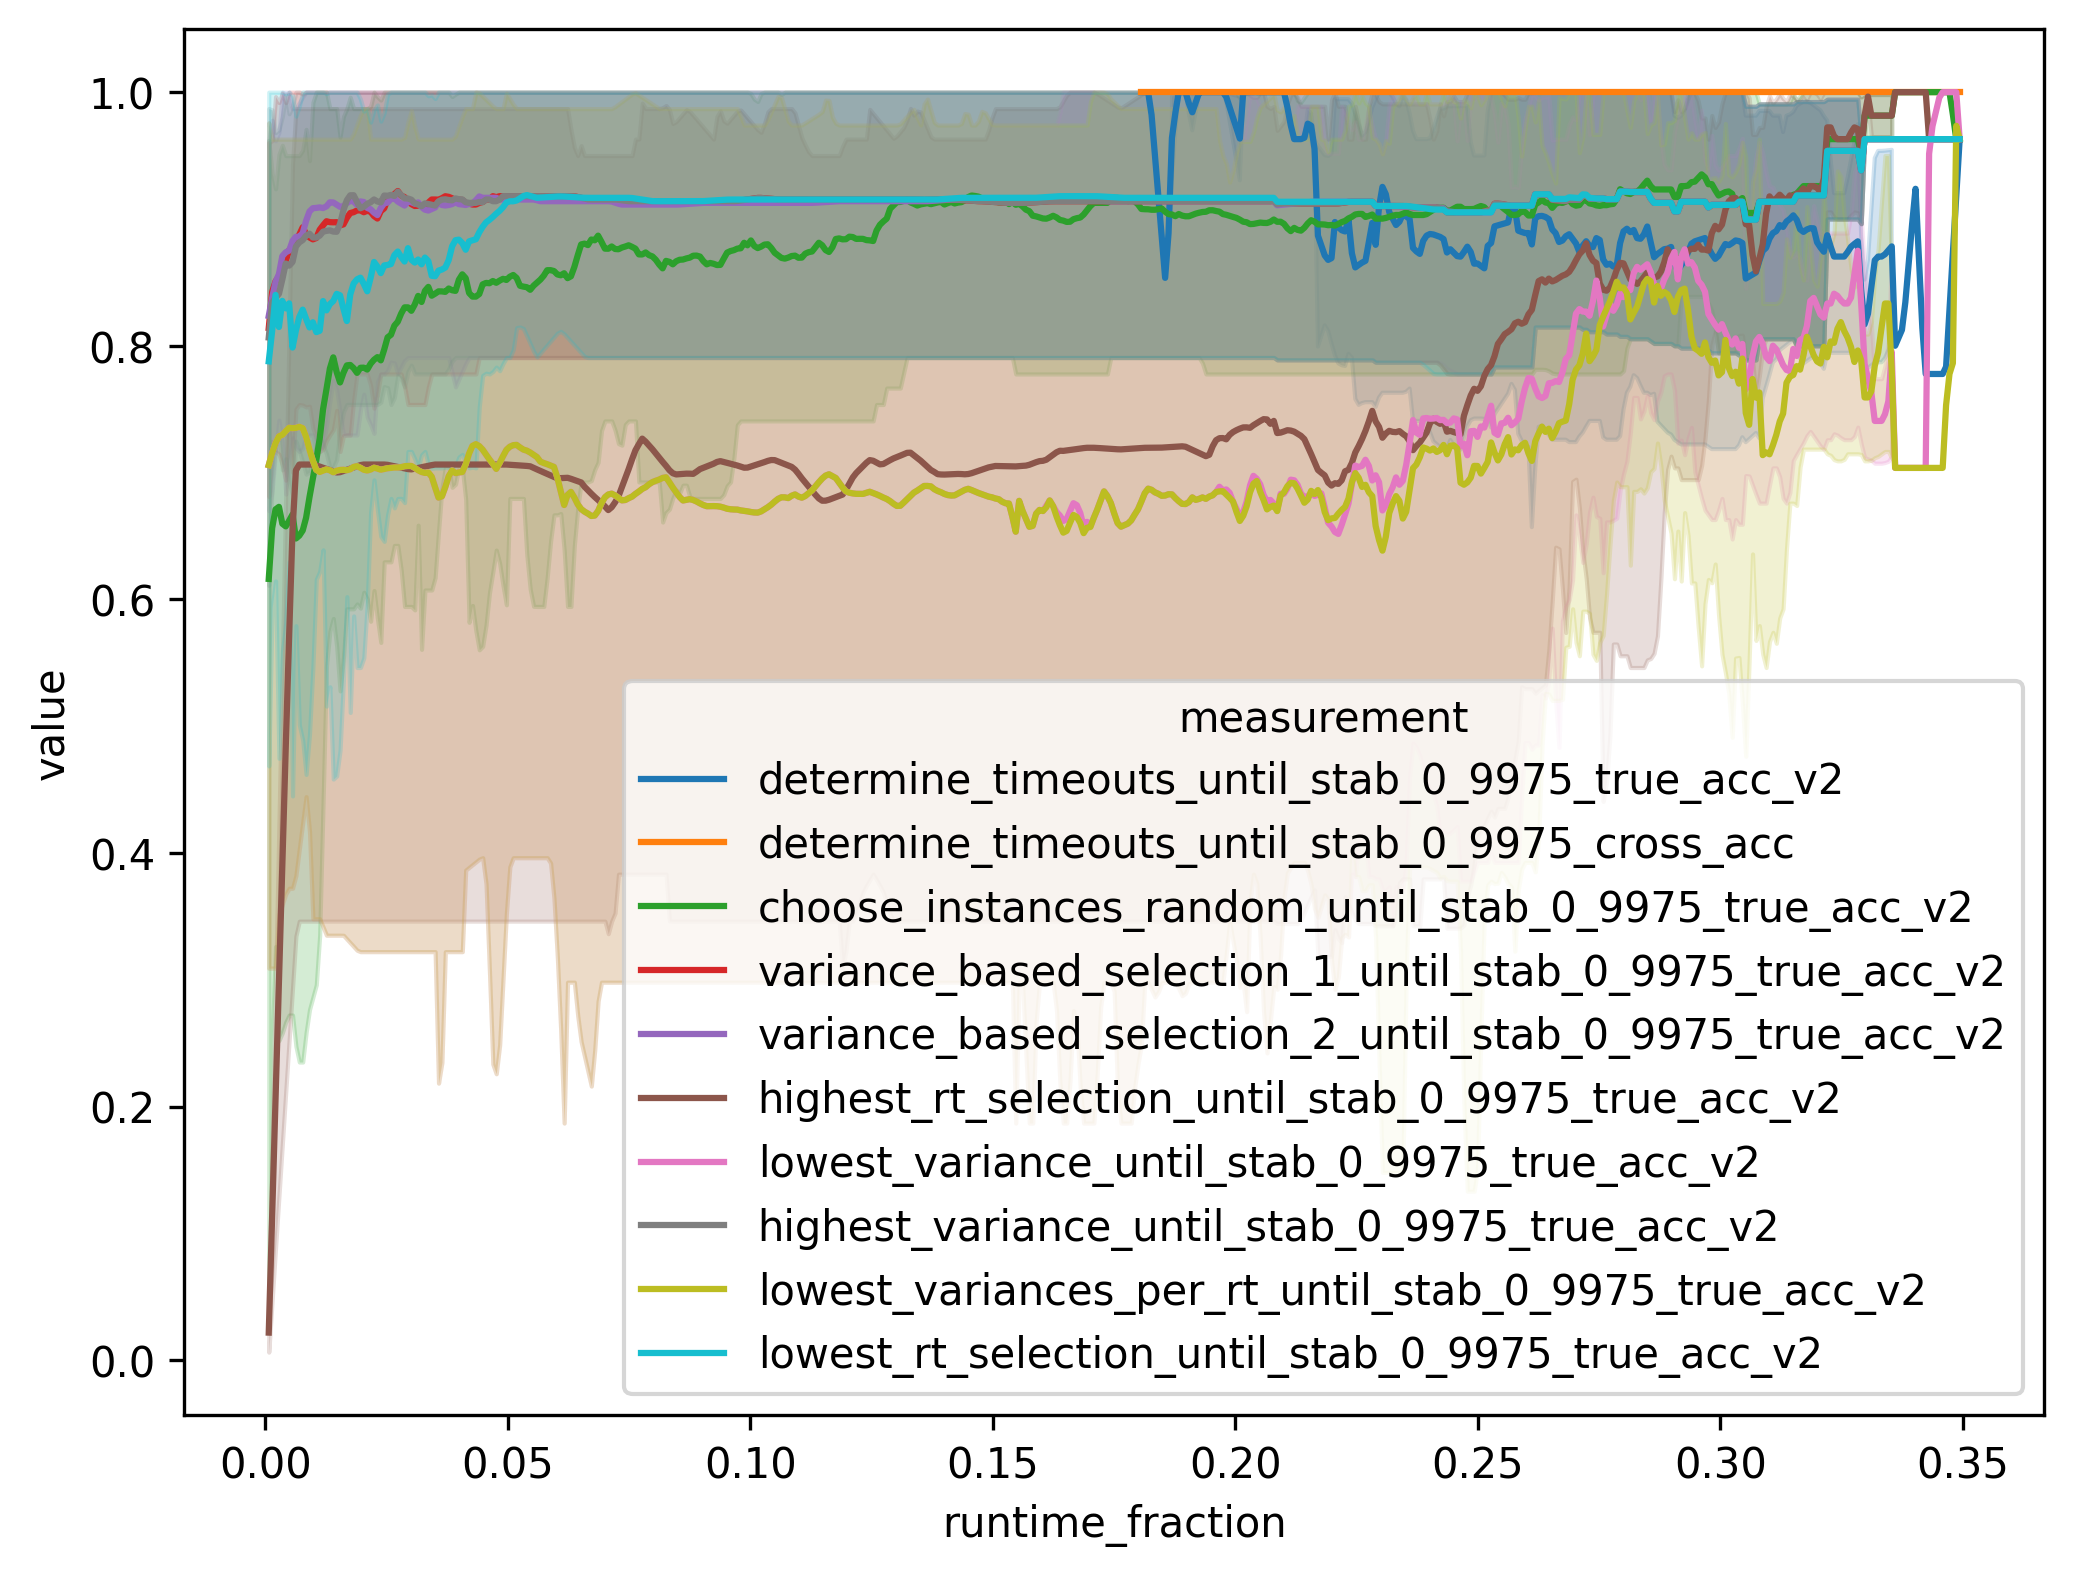 1.0
0.8
0.6
0.4
0.2
0.0
value
measurement
determine_timeouts_until_stab_0_9975_true_acc_v2
determine_timeouts_until_stab_0_9975_cross_acc
choose_instances_random_until_stab_0_9975_true_acc_v2
variance_based_selection_1_until_stab_0_9975_true_acc_v2
variance_based_selection_2_until_stab_0_9975_true_acc_v2
highest_rt_selection_until_stab_0_9975_true_acc_v2
lowest_variance_until_stab_0_9975_true_acc_v2
highest_variance_until_stab_0_9975_true_acc_v2
lowest_variances_per_rt_until_stab_0_9975_true_acc_v2
lowest_rt_selection_until_stab_0_9975_true_acc_v2
0.00 0.05 0.10 0.15 0.20 0.25 0.30 0.35
runtime_fraction